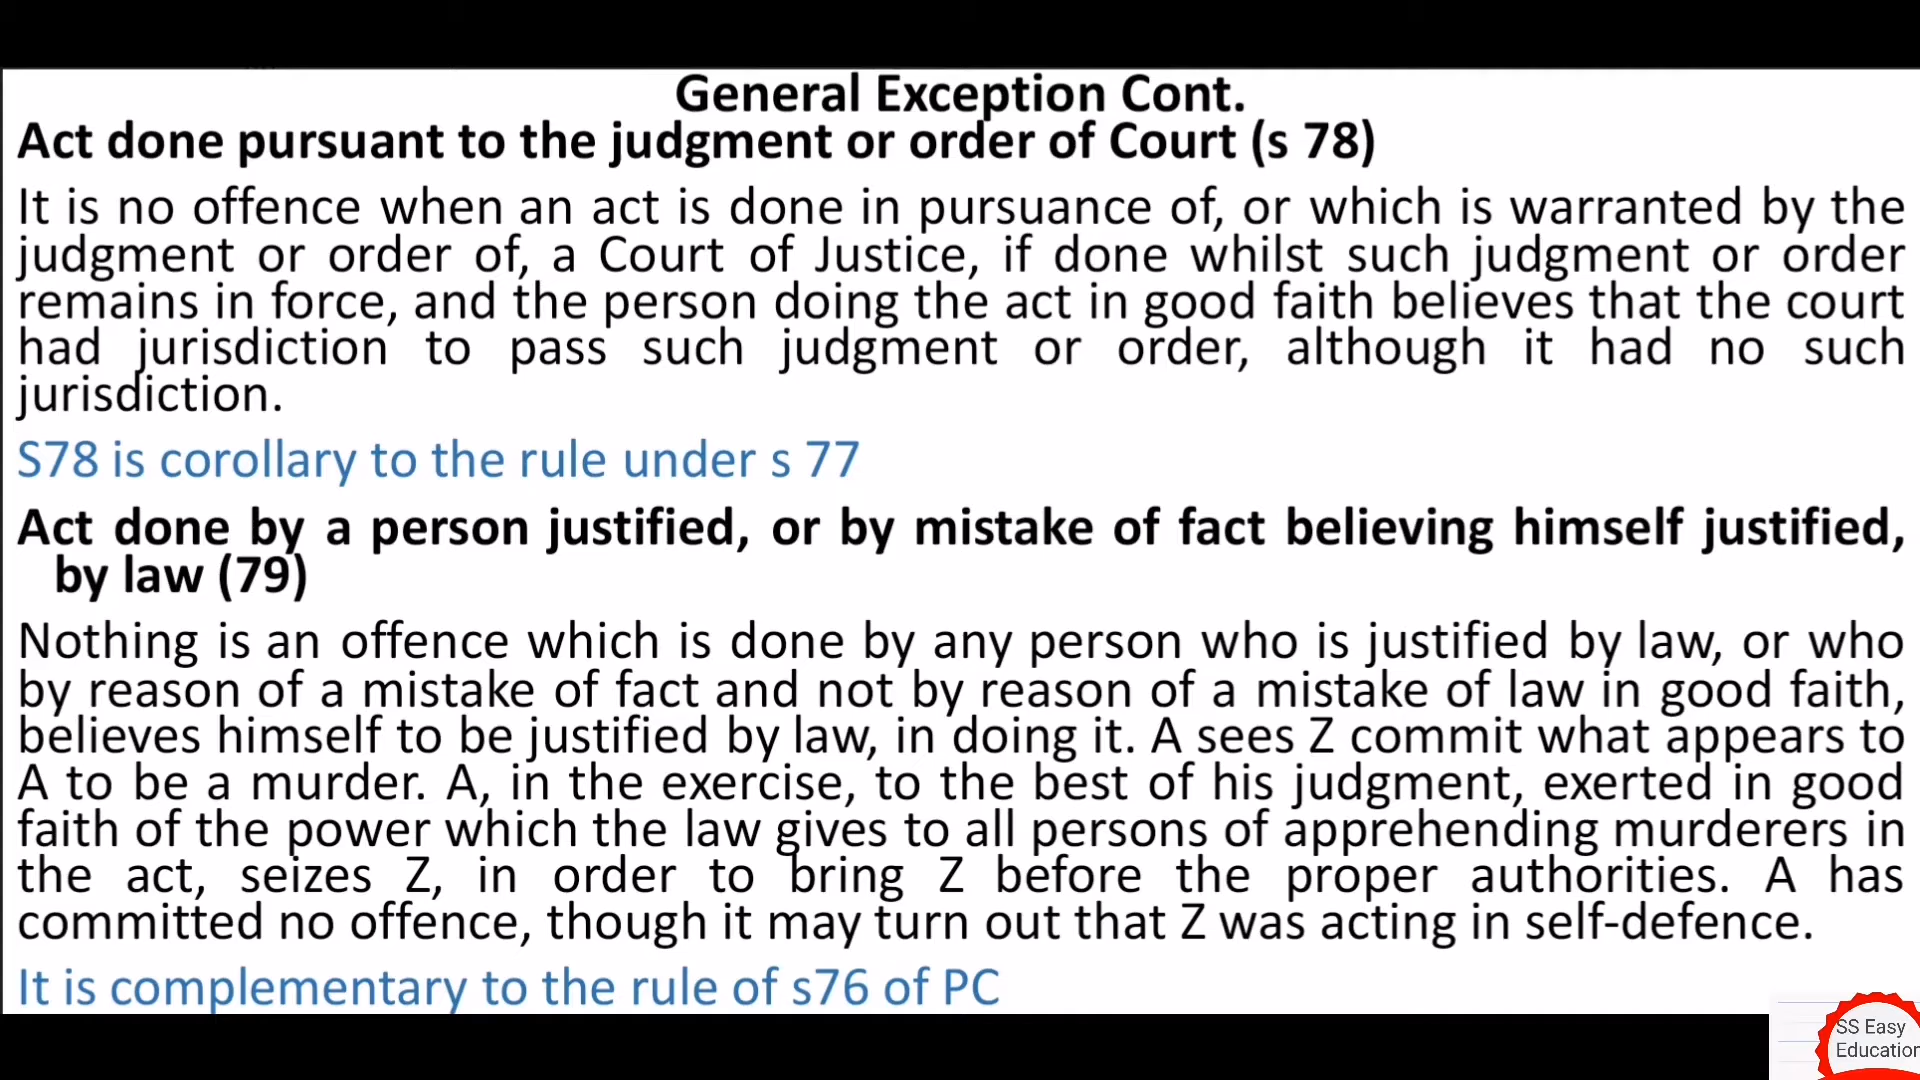 General Exception Cont.
Act done pursuant to the judgment or order of Court (s 78)
It is no offence when an act is done in pursuance of, or which is warranted by the
judgment or order of, a Court of Justice, if done whilst such judgment or order
remains in force, and the person doing the act in good faith believes that the court
had jurisdiction to pass such judgment or order, although it had no such
jurisdiction.
S78 is corollary to the rule under s 77
Act done by a person justified, or by mistake of fact believing himself justified,
by law (79)
Nothing is an offence which is done by any person who is justified by law, or who
by reason of a mistake of fact and not by reason of a mistake of law in good faith,
believes himself to be justified by law, in doing it. A sees Z commit what appears to
A to be a murder. A, in the exercise, to the best of his judgment, exerted in good
faith of the power which the law gives to all persons of apprehending murderers in
the act, seizes Z, in order to bring Z before the proper authorities. A has
committed no offence, though it may turn out that Z was acting in self-defence.
It is complementary to the rule of s76 of PC
SS Easy
Education